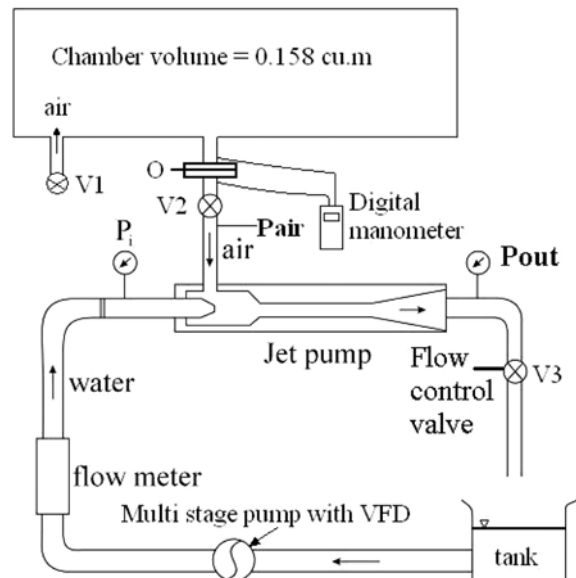 Chamber volume = 0.158 cu.m
air
V1
O
V2
Digital
manometer
Pair
air
Pi
Pout
Jet pump
Flow
control
valve
V3
water
flow meter
Multi stage pump with VFD
tank